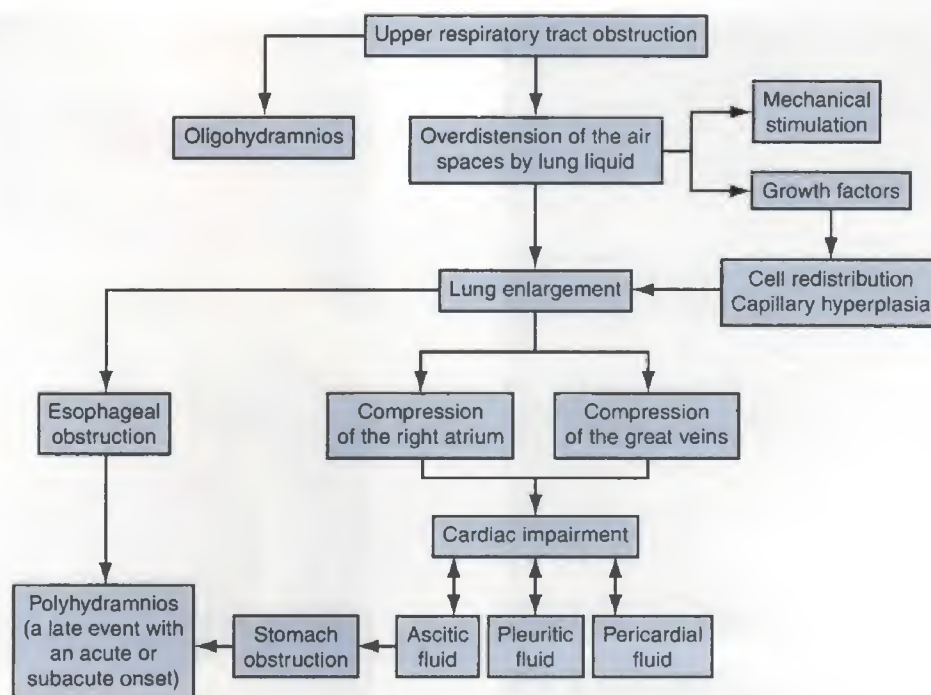 Upper respiratory tract obstruction
Oligohydramnios
Overdistension of the air
spaces by lung liquid
Mechanical
stimulation
Growth factors
Cell redistribution
Capillary hyperplasia
Lung enlargement
Esophageal
obstruction
Compression
of the right atrium
Compression
of the great veins
Cardiac impairment
Polyhydramnios
(a late event with
an acute or
subacute onset)
Stomach
obstruction
Ascitic
fluid
Pleuritic
fluid
Pericardial
fluid